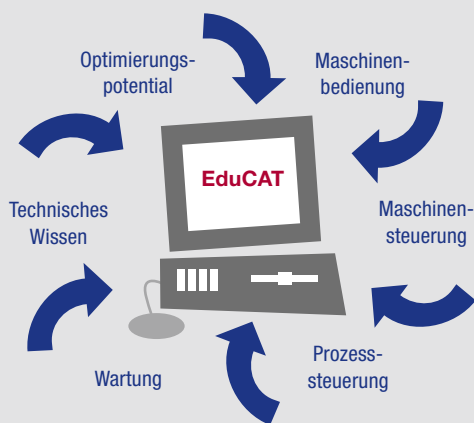 Optimierungs-
potential
Maschinen-
bedienung
EduCAT
Technisches
Wissen
Maschinen-
steuerung
Wartung
Prozess-
steuerung